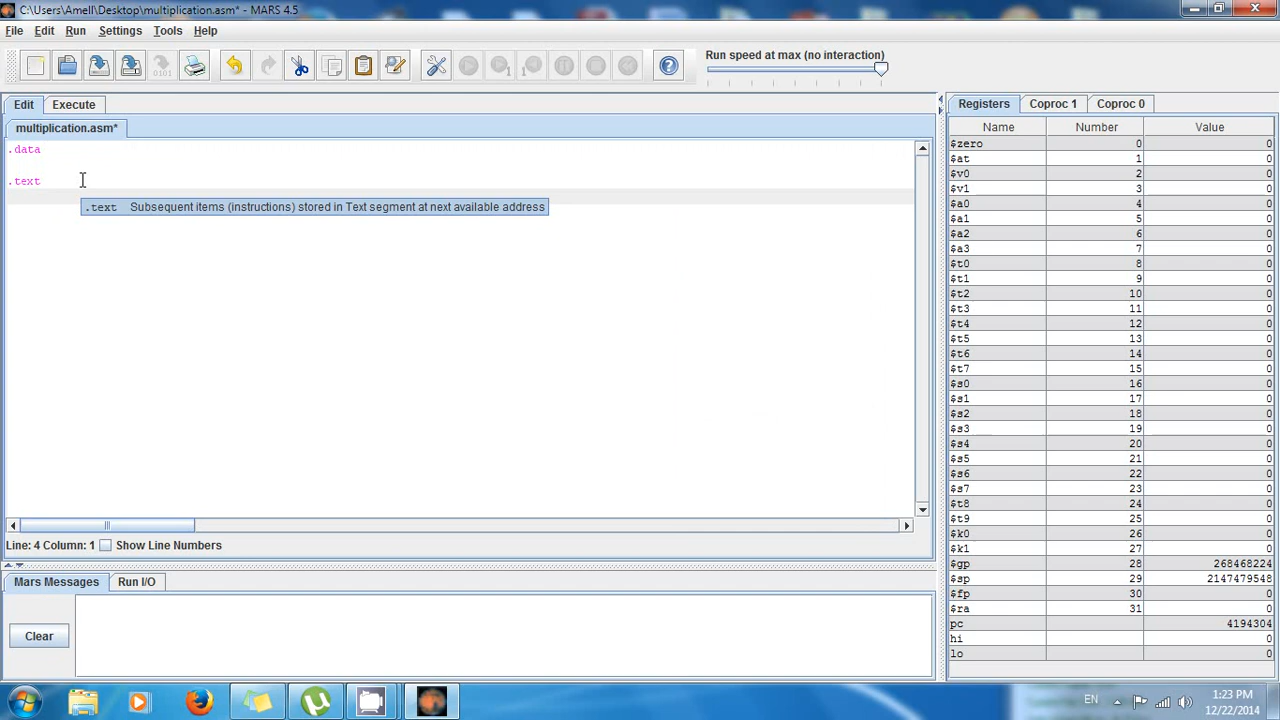 C:\Users\Amell\Desktop\multiplication.asm* - MARS 4.5
File Edit Run Settings Tools Help
Run speed at max (no interaction)
Edit Execute
multiplication.asm*
.data
.text
.text Subsequent items (instructions) stored in Text segment at next available address
Line: 4 Column: 1 Show Line Numbers
Mars Messages Run I/O
Clear
Registers Coproc 1 Coproc 0
Name Number Value
$zero 0 0
$at 1 0
$v0 2 0
$v1 3 0
$a0 4 0
$a1 5 0
$a2 6 0
$a3 7 0
$t0 8 0
$t1 9 0
$t2 10 0
$t3 11 0
$t4 12 0
$t5 13 0
$t6 14 0
$t7 15 0
$s0 16 0
$s1 17 0
$s2 18 0
$s3 19 0
$s4 20 0
$s5 21 0
$s6 22 0
$s7 23 0
$t8 24 0
$t9 25 0
$k0 26 0
$k1 27 0
$gp 28 268468224
$sp 29 2147479548
$fp 30 0
$ra 31 0
pc 4194304
hi 0
lo 0
EN
1:23 PM
12/22/2014